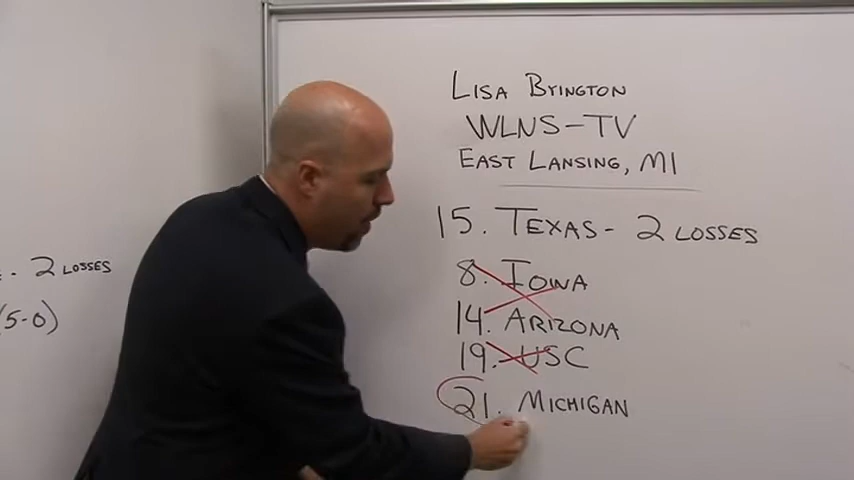 - 2 LOSSES
(5-0)
LISA BYINGTON
WLNS-TV
EAST LANSING, MI
15. TEXAS- 2 LOSSES
8. IOWA
14. ARIZONA
19. USC
21. MICHIGAN